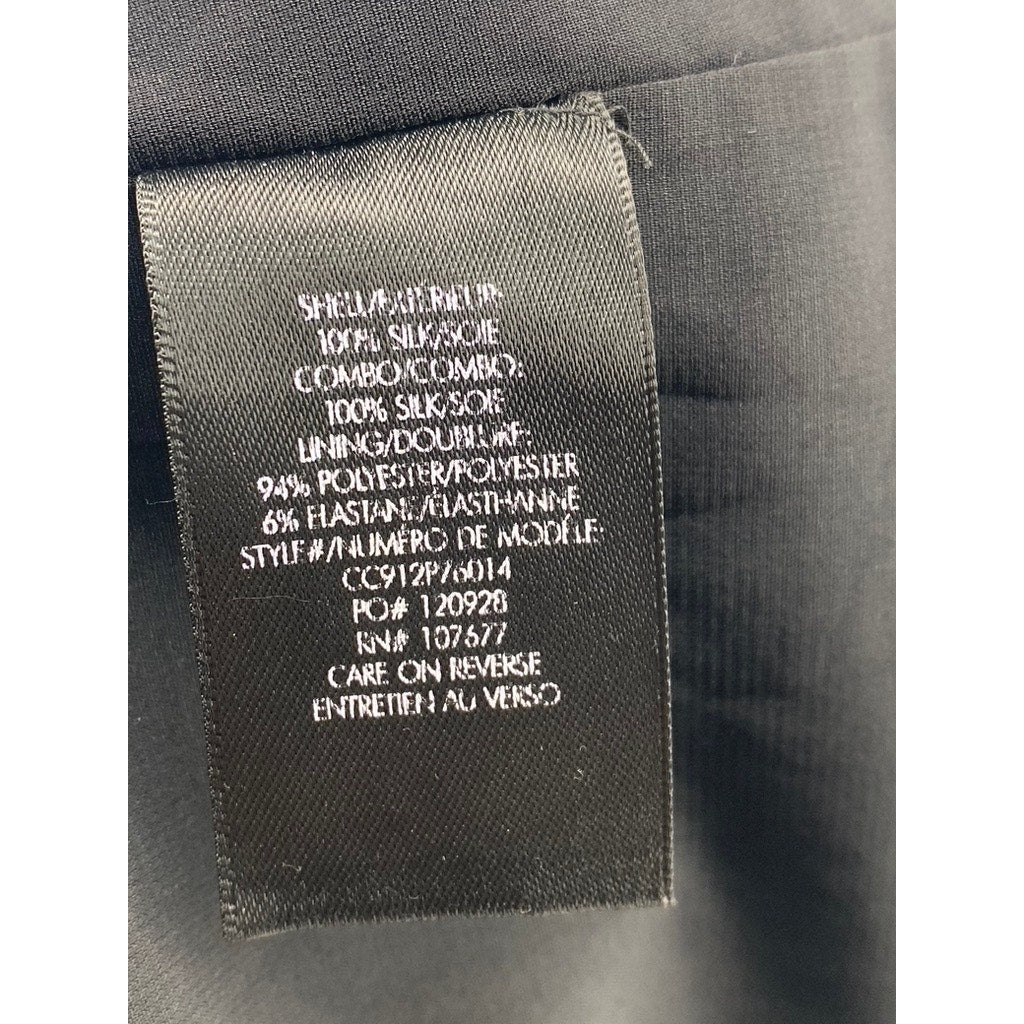 SHELL/EXTÉRIEUR:
100% SILK/SOIE
COMBO/COMBO:
100% SILK/SOIE
LINING/DOUBLURE:
94% POLYESTER/POLYESTER
6% ELASTANE/ÉLASTHANNE
STYLE#/NUMÉRO DE MODÈLE:
CC912P76014
PO# 120928
RN# 107677
CARE ON REVERSE
ENTRETIEN AU VERSO